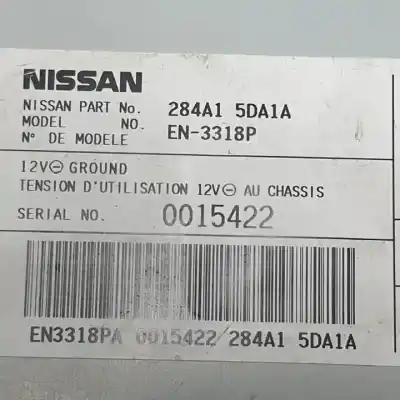 NISSAN
NISSAN PART No. 284A1 5DA1A
MODEL NO. EN-3318P
N° DE MODELE
12V⊖ GROUND
TENSION D'UTILISATION 12V⊖ AU CHASSIS
SERIAL NO. 0015422
EN3318PA 0015422/284A1 5DA1A